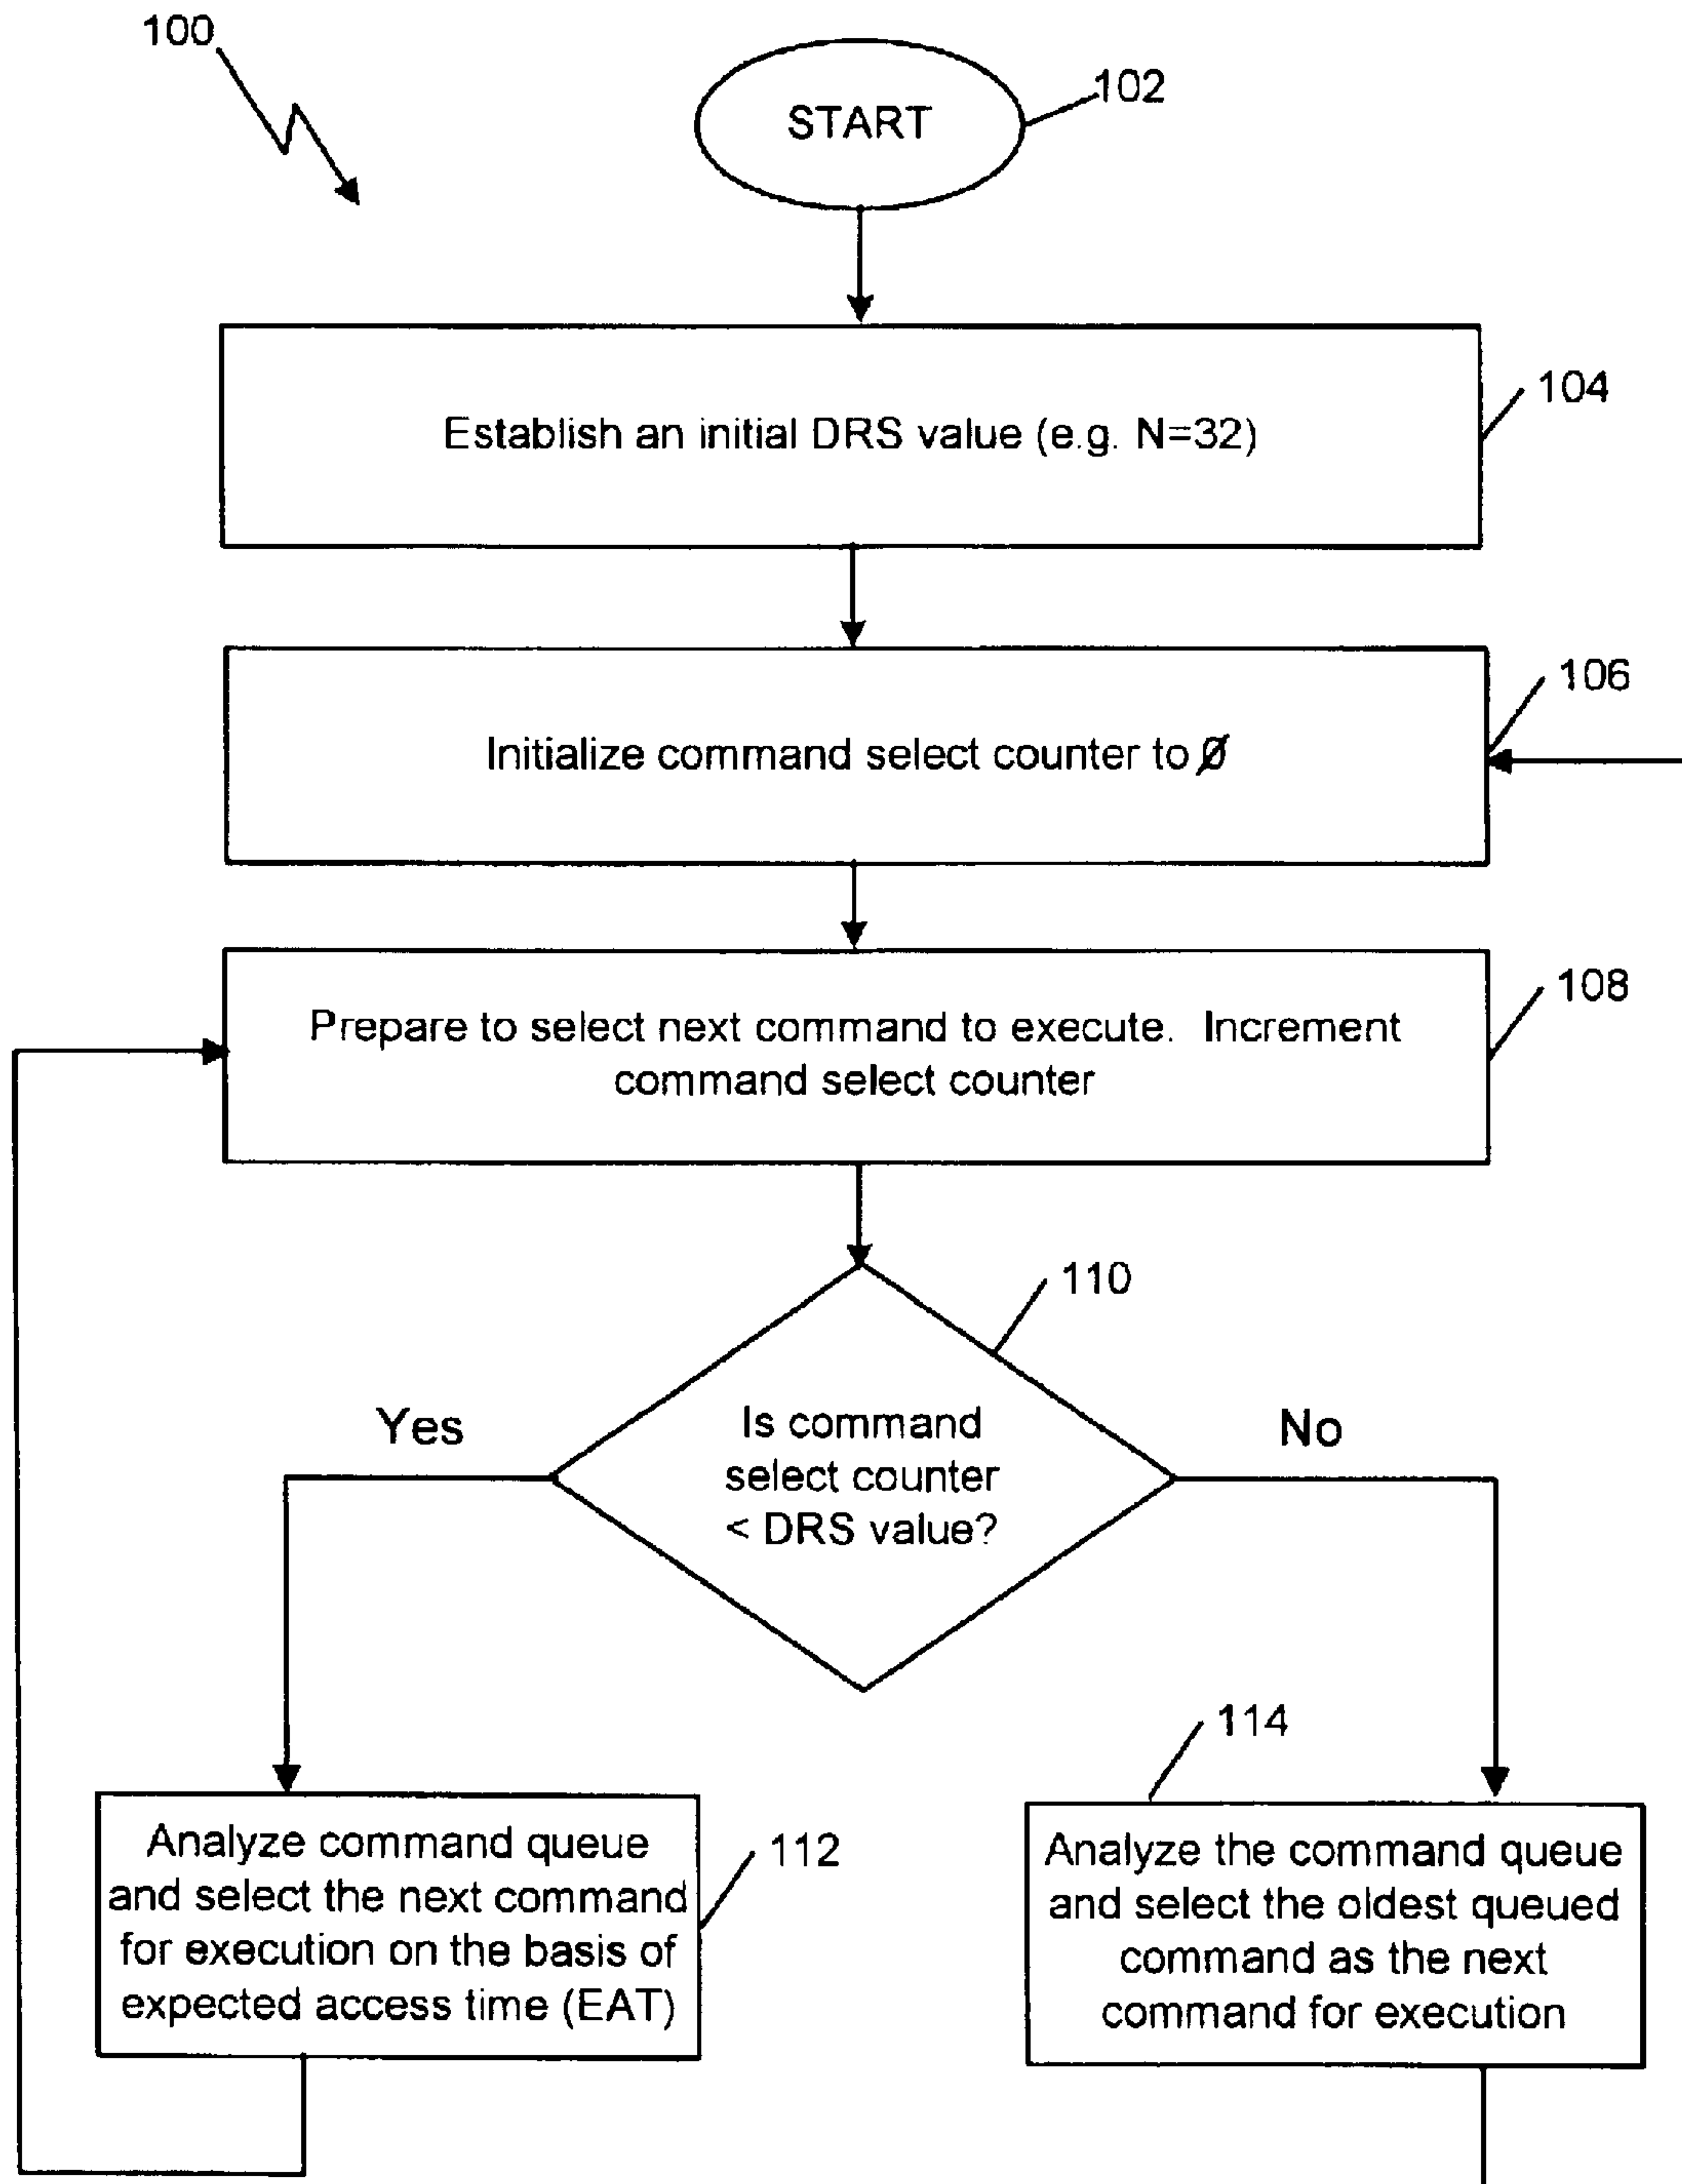 100
START
102
Establish an initial DRS value (e.g. N=32)
104
Initialize command select counter to Ø
106
Prepare to select next command to execute. Increment
command select counter
108
110
Is command
select counter
< DRS value?
Yes
No
Analyze command queue
and select the next command
for execution on the basis of
expected access time (EAT)
112
114
Analyze the command queue
and select the oldest queued
command as the next
command for execution